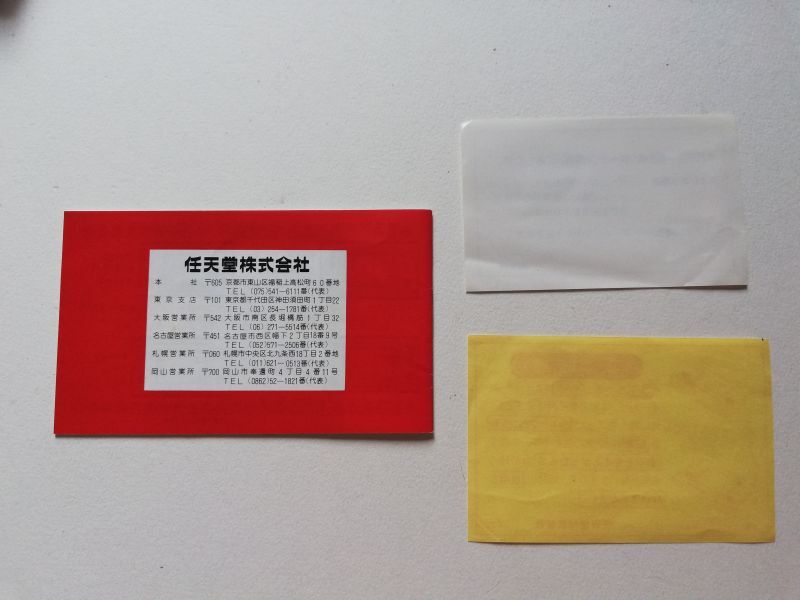 任天堂株式会社
本 社 〒605 京都市東山区福稲上高松町60番地
TEL (075)541−6111番(代表)
東京支店 〒101 東京都千代田区神田須田町1丁目22
TEL (03) 254−1781番(代表)
大阪営業所 〒542 大阪市南区長堀橋筋1丁目32
TEL (06) 271−5514番(代表)
名古屋営業所 〒451 名古屋市西区幅下2丁目18番9号
TEL (052)571−2506番(代表)
札幌営業所 〒060 札幌市中央区北九条西18丁目2番地
TEL (011)621−0513番(代表)
岡山営業所 〒700 岡山市奉還町4丁目4番11号
TEL (0862)52−1821番(代表)